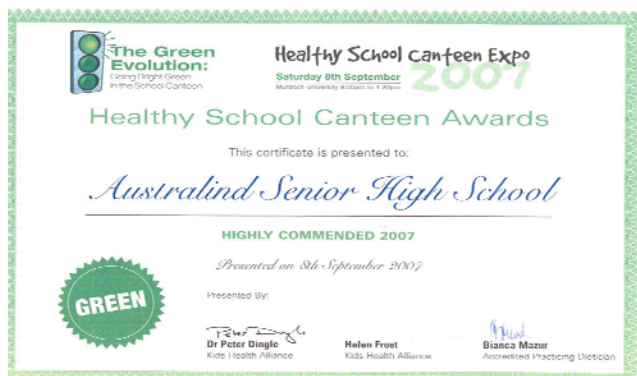 The Green
Evolution:
Going Bright Green
in the School Canteen
Healthy School Canteen Expo
2007
Saturday 8th September
Murdoch University 9.00am to 4.30pm
Healthy School Canteen Awards
This certificate is presented to:
Australind Senior High School
HIGHLY COMMENDED 2007
Presented on 8th September 2007
GREEN
Presented By:
Peter Dingle
Dr Peter Dingle
Kids Health Alliance
Helen Frost
Kids Health Alliance
Bianca Mazur
Accredited Practicing Dietician